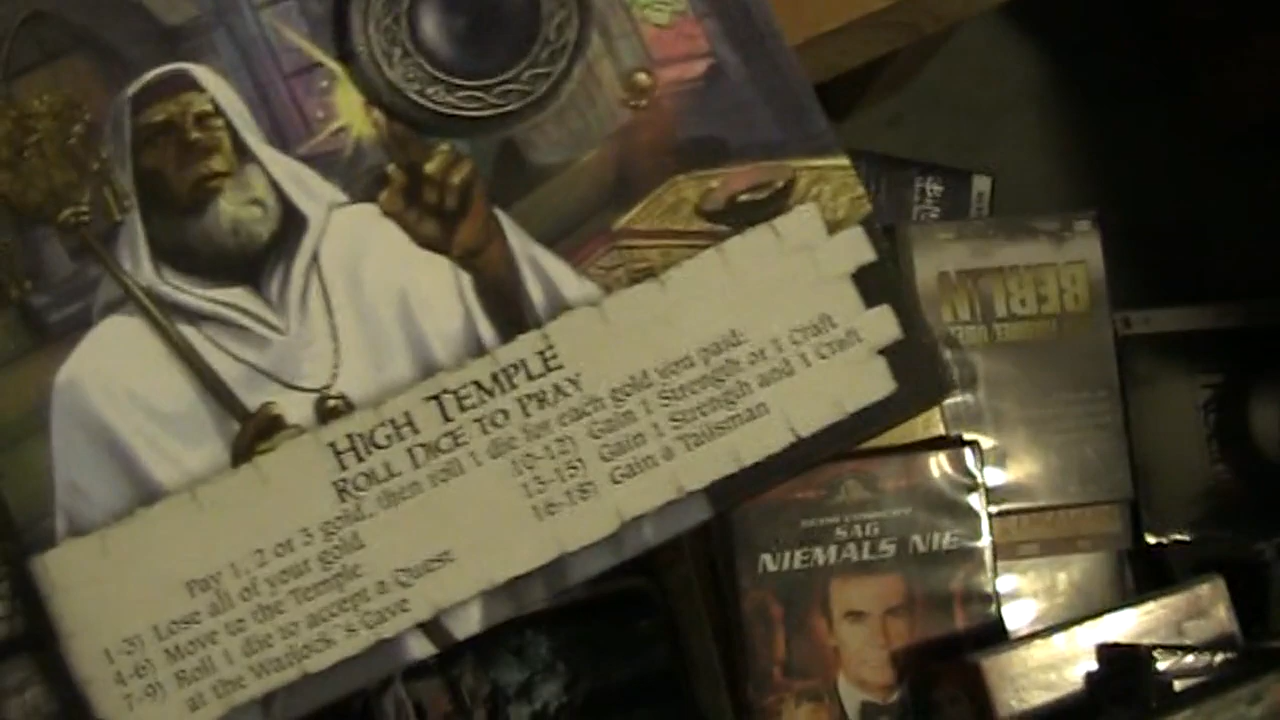 HIGH TEMPLE
ROLL DICE TO PRAY
Pay 1, 2 or 3 gold, then roll 1 die for each gold you paid:
1-3) Lose all of your gold
4-6) Move to the Temple
7-9) Roll 1 die to accept a Quest
at the Warlock's Cave
10-12) Gain 1 Strength or 1 Craft
13-15) Gain 1 Strength and 1 Craft
16-18) Gain a Talisman
BERLIN
SAG
NIEMALS NIE